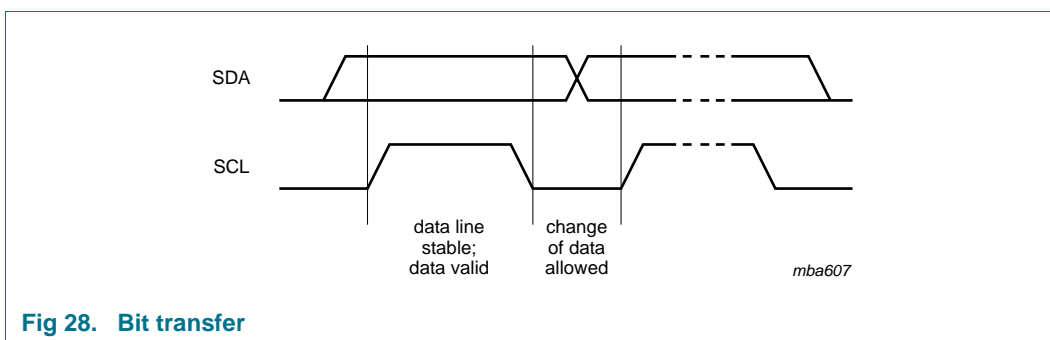 SDA
SCL
data line
stable;
data valid
change
of data
allowed
mba607
Fig 28. Bit transfer